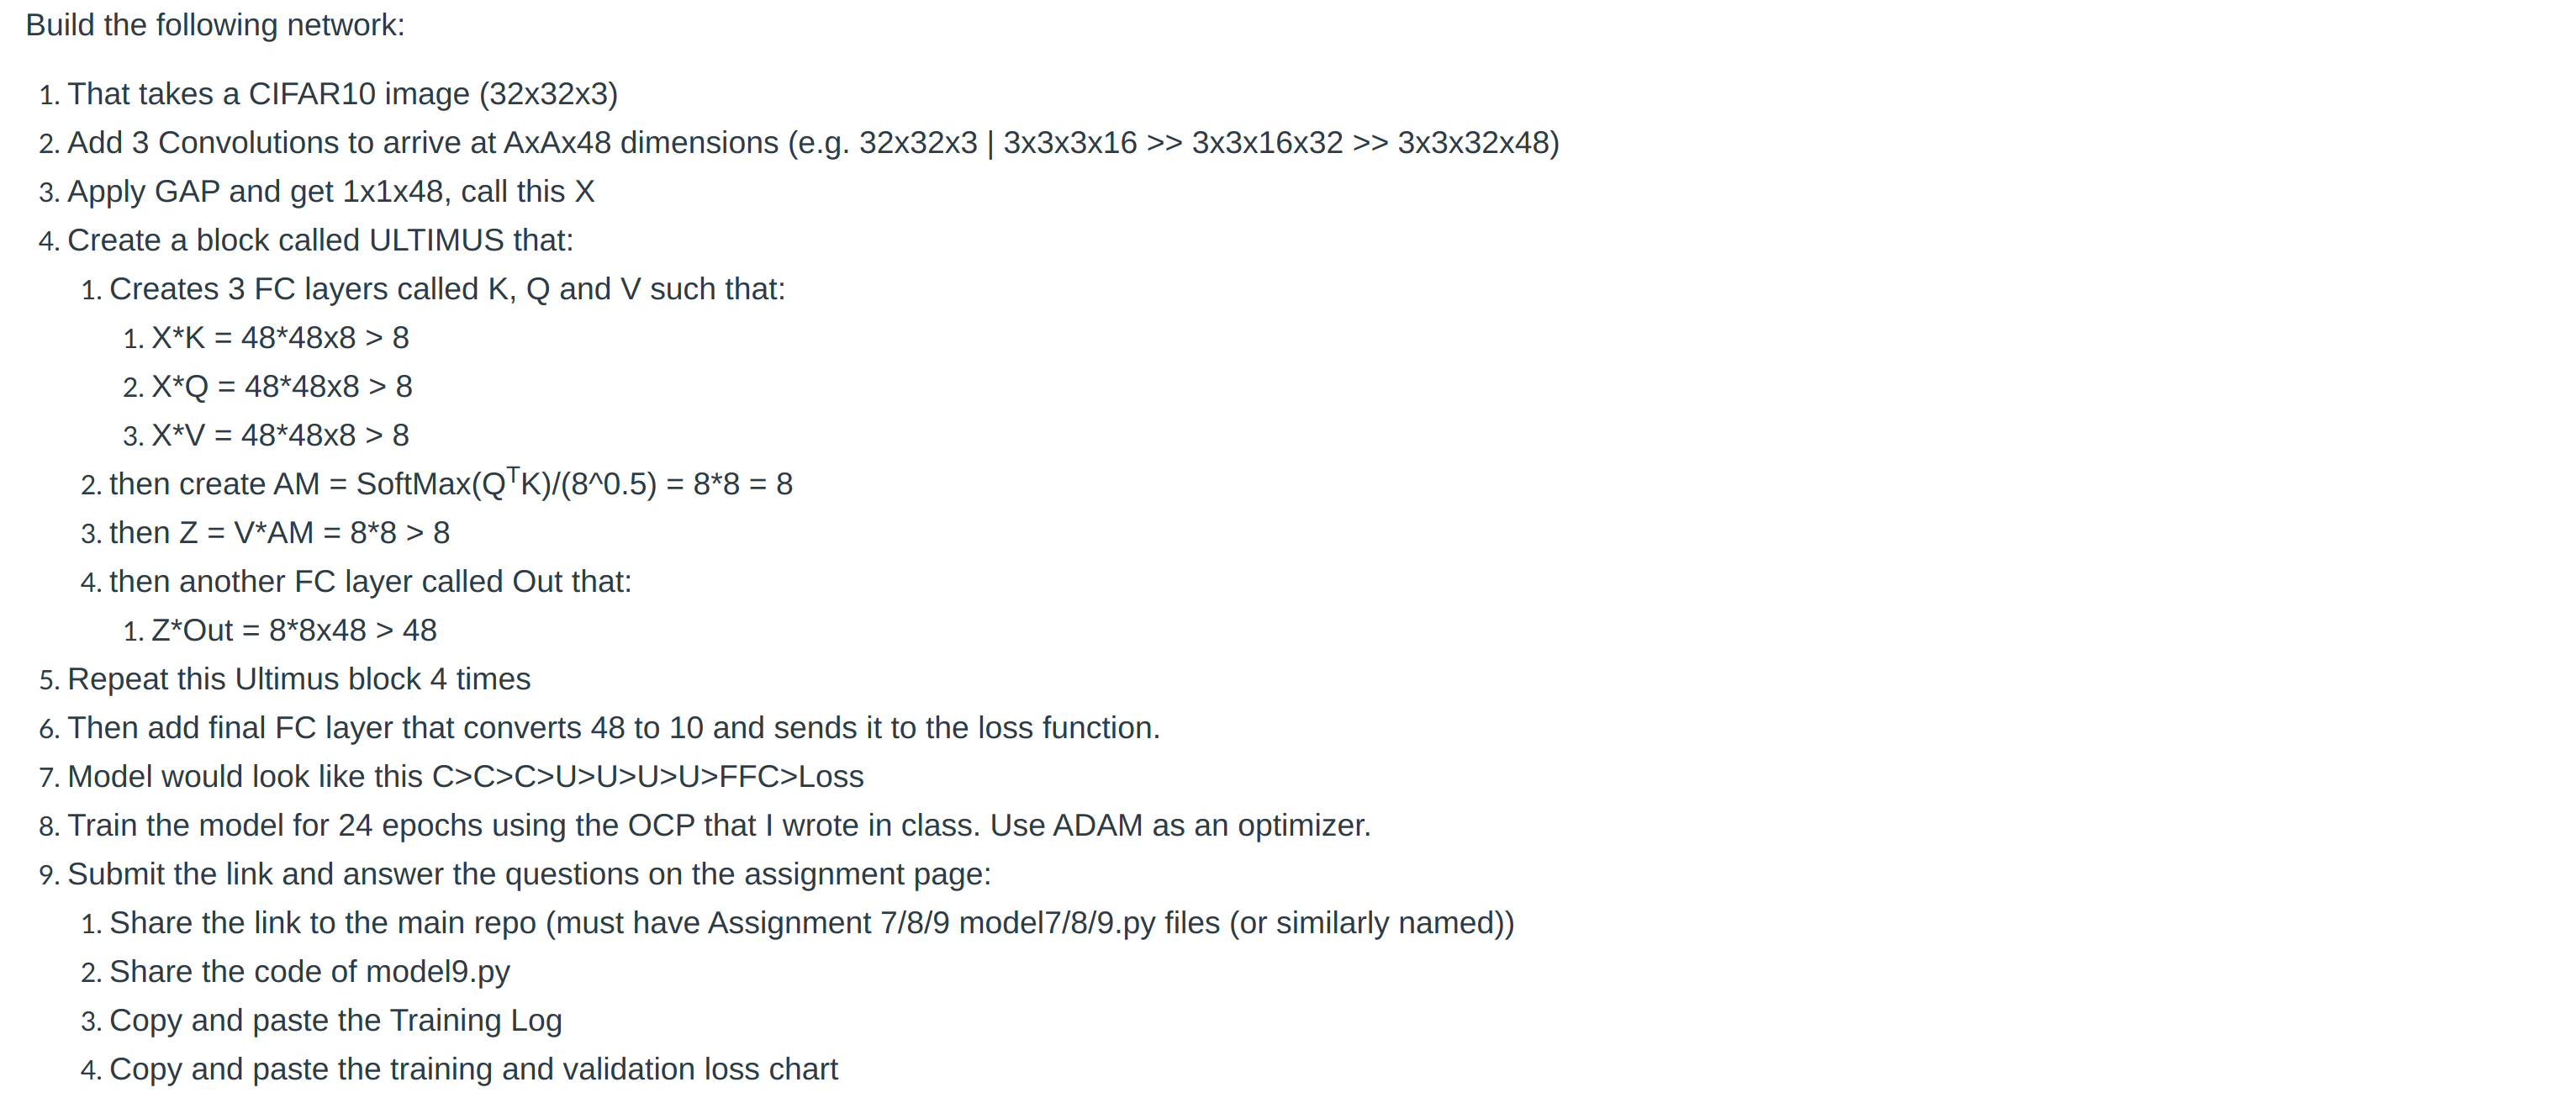 Build the following network:
1. That takes a CIFAR10 image (32x32x3)
2. Add 3 Convolutions to arrive at AxAx48 dimensions (e.g. 32x32x3 | 3x3x3x16 >> 3x3x16x32 >> 3x3x32x48)
3. Apply GAP and get 1x1x48, call this X
4. Create a block called ULTIMUS that:
1. Creates 3 FC layers called K, Q and V such that:
1. X*K = 48*48x8 > 8
2. X*Q = 48*48x8 > 8
3. X*V = 48*48x8 > 8
2. then create AM = SoftMax(QᵀK)/(8^0.5) = 8*8 = 8
3. then Z = V*AM = 8*8 > 8
4. then another FC layer called Out that:
1. Z*Out = 8*8x48 > 48
5. Repeat this Ultimus block 4 times
6. Then add final FC layer that converts 48 to 10 and sends it to the loss function.
7. Model would look like this C>C>C>U>U>U>U>FFC>Loss
8. Train the model for 24 epochs using the OCP that I wrote in class. Use ADAM as an optimizer.
9. Submit the link and answer the questions on the assignment page:
1. Share the link to the main repo (must have Assignment 7/8/9 model7/8/9.py files (or similarly named))
2. Share the code of model9.py
3. Copy and paste the Training Log
4. Copy and paste the training and validation loss chart